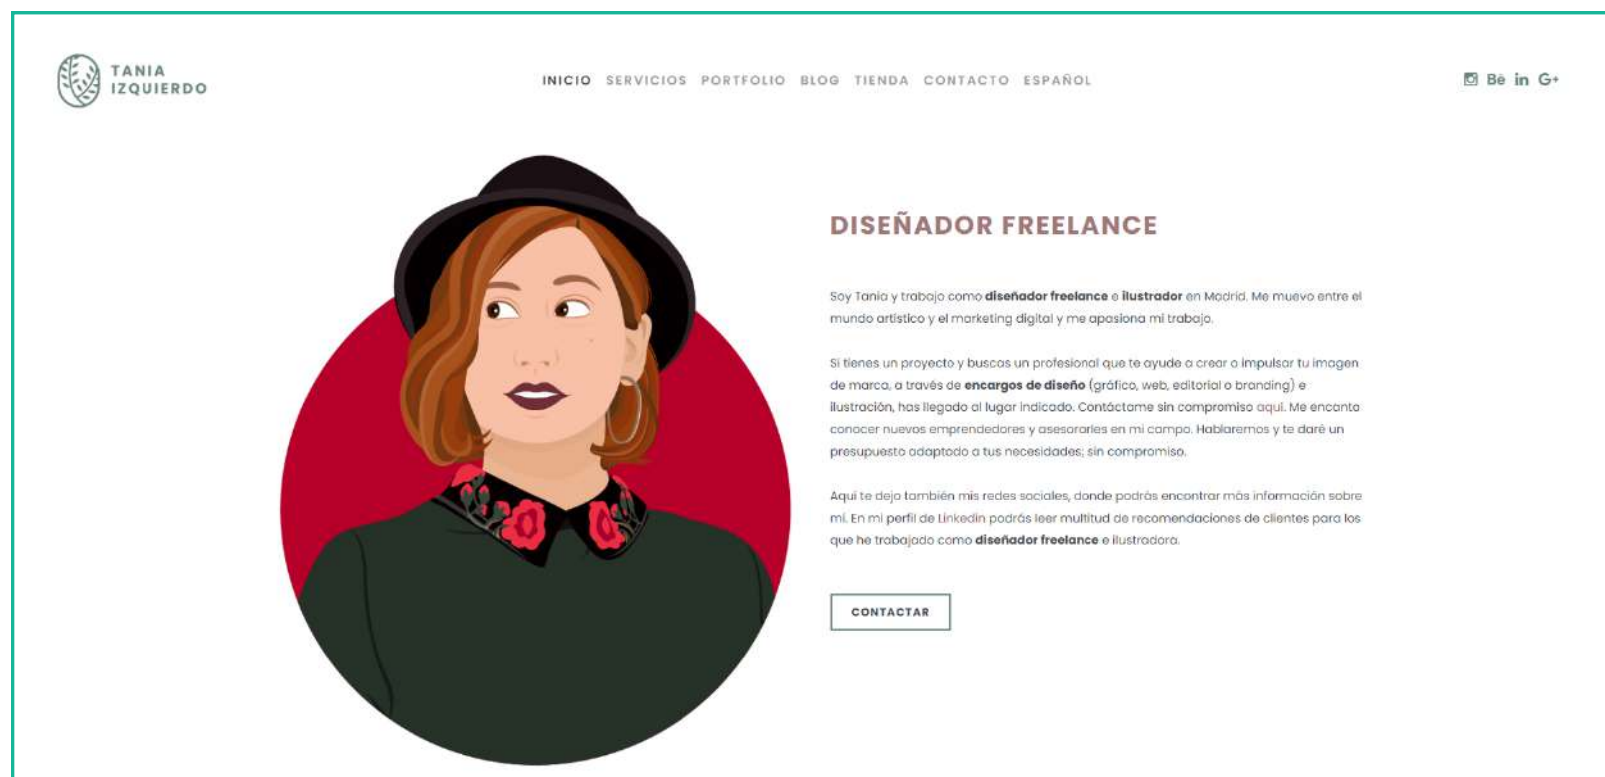 TANIA
IZQUIERDO
INICIO SERVICIOS PORTFOLIO BLOG TIENDA CONTACTO ESPAÑOL
Bē in G+
DISEÑADOR FREELANCE
Soy Tania y trabajo como diseñador freelance e ilustrador en Madrid. Me muevo entre el
mundo artístico y el marketing digital y me apasiona mi trabajo.
Si tienes un proyecto y buscas un profesional que te ayude a crear o impulsar tu imagen
de marca, a través de encargos de diseño (gráfico, web, editorial o branding) e
ilustración, has llegado al lugar indicado. Contáctame sin compromiso aquí. Me encanta
conocer nuevos emprendedores y asesorarles en mi campo. Hablaremos y te daré un
presupuesto adaptado a tus necesidades; sin compromiso.
Aquí te dejo también mis redes sociales, donde podrás encontrar más información sobre
mí. En mi perfil de Linkedin podrás leer multitud de recomendaciones de clientes para los
que he trabajado como diseñador freelance e ilustradora.
CONTACTAR